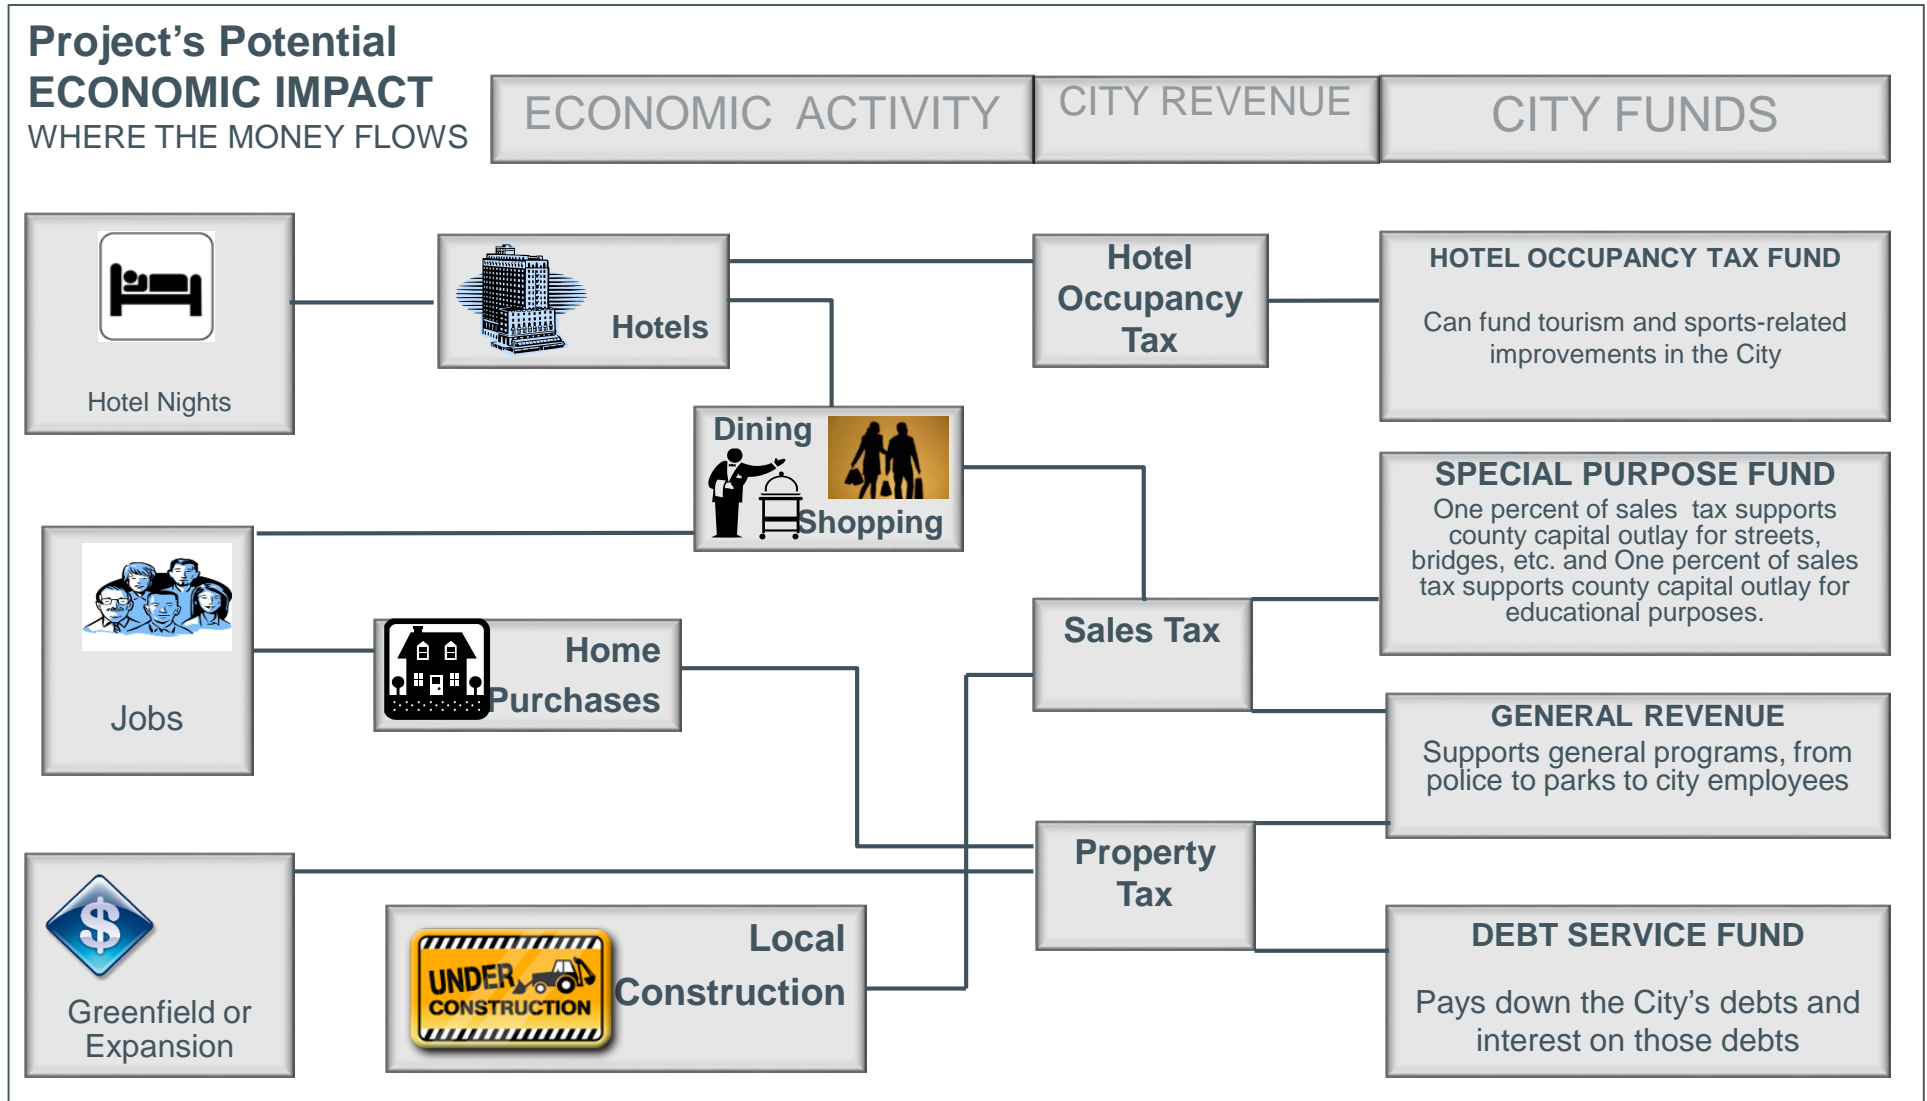 Project’s Potential
ECONOMIC IMPACT
WHERE THE MONEY FLOWS
ECONOMIC ACTIVITY
CITY REVENUE
CITY FUNDS
Hotel Nights
Hotels
Hotel
Occupancy
Tax
HOTEL OCCUPANCY TAX FUND
Can fund tourism and sports-related
improvements in the City
Dining
Shopping
SPECIAL PURPOSE FUND
One percent of sales tax supports
county capital outlay for streets,
bridges, etc. and One percent of sales
tax supports county capital outlay for
educational purposes.
Jobs
Home
Purchases
Sales Tax
GENERAL REVENUE
Supports general programs, from
police to parks to city employees
Greenfield or
Expansion
$
UNDER
CONSTRUCTION
Local
Construction
Property
Tax
DEBT SERVICE FUND
Pays down the City’s debts and
interest on those debts